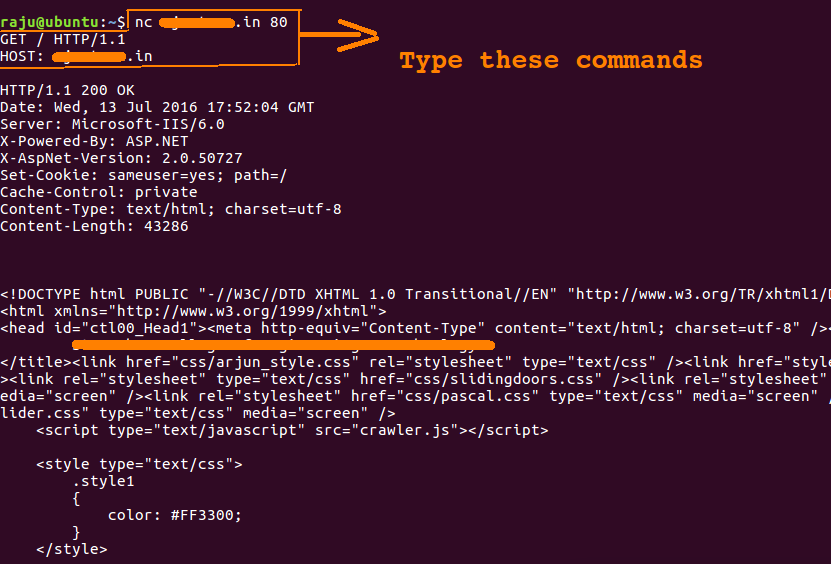 raju@ubuntu:~$ nc .in 80
GET / HTTP/1.1
HOST: .in
Type these commands
HTTP/1.1 200 OK
Date: Wed, 13 Jul 2016 17:52:04 GMT
Server: Microsoft-IIS/6.0
X-Powered-By: ASP.NET
X-AspNet-Version: 2.0.50727
Set-Cookie: sameuser=yes; path=/
Cache-Control: private
Content-Type: text/html; charset=utf-8
Content-Length: 43286
<!DOCTYPE html PUBLIC "-//W3C//DTD XHTML 1.0 Transitional//EN" "http://www.w3.org/TR/xhtml1/D
<html xmlns="http://www.w3.org/1999/xhtml">
<head id="ctl00_Head1"><meta http-equiv="Content-Type" content="text/html; charset=utf-8" /><
</title><link href="css/arjun_style.css" rel="stylesheet" type="text/css" /><link href="style
><link rel="stylesheet" type="text/css" href="css/slidingdoors.css" /><link rel="stylesheet"
edia="screen" /><link rel="stylesheet" href="css/pascal.css" type="text/css" media="screen" /
lider.css" type="text/css" media="screen" />
<script type="text/javascript" src="crawler.js"></script>
<style type="text/css">
.style1
{
color: #FF3300;
}
</style>